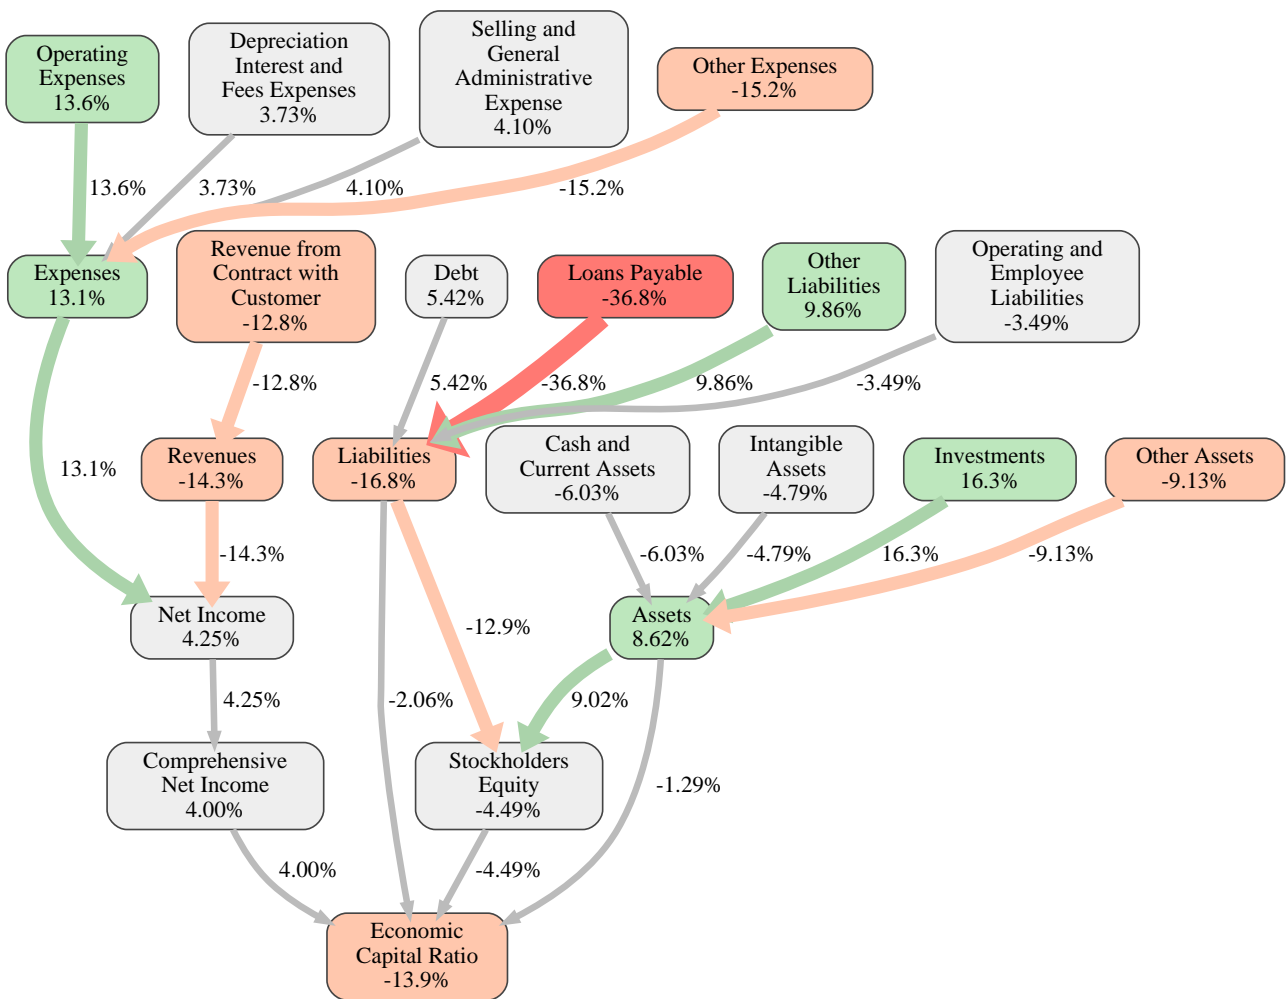 Operating
Expenses
13.6%
Depreciation
Interest and
Fees Expenses
3.73%
Selling and
General
Administrative
Expense
4.10%
Other Expenses
-15.2%
13.6%
3.73%
4.10%
-15.2%
Expenses
13.1%
Revenue from
Contract with
Customer
-12.8%
Debt
5.42%
Loans Payable
-36.8%
Other
Liabilities
9.86%
Operating and
Employee
Liabilities
-3.49%
-12.8%
5.42%
-36.8%
9.86%
-3.49%
13.1%
Revenues
-14.3%
Liabilities
-16.8%
Cash and
Current Assets
-6.03%
Intangible
Assets
-4.79%
Investments
16.3%
Other Assets
-9.13%
-14.3%
-6.03%
-4.79%
16.3%
-9.13%
Net Income
4.25%
-12.9%
Assets
8.62%
4.25%
-2.06%
9.02%
-1.29%
Comprehensive
Net Income
4.00%
Stockholders
Equity
-4.49%
4.00%
-4.49%
Economic
Capital Ratio
-13.9%